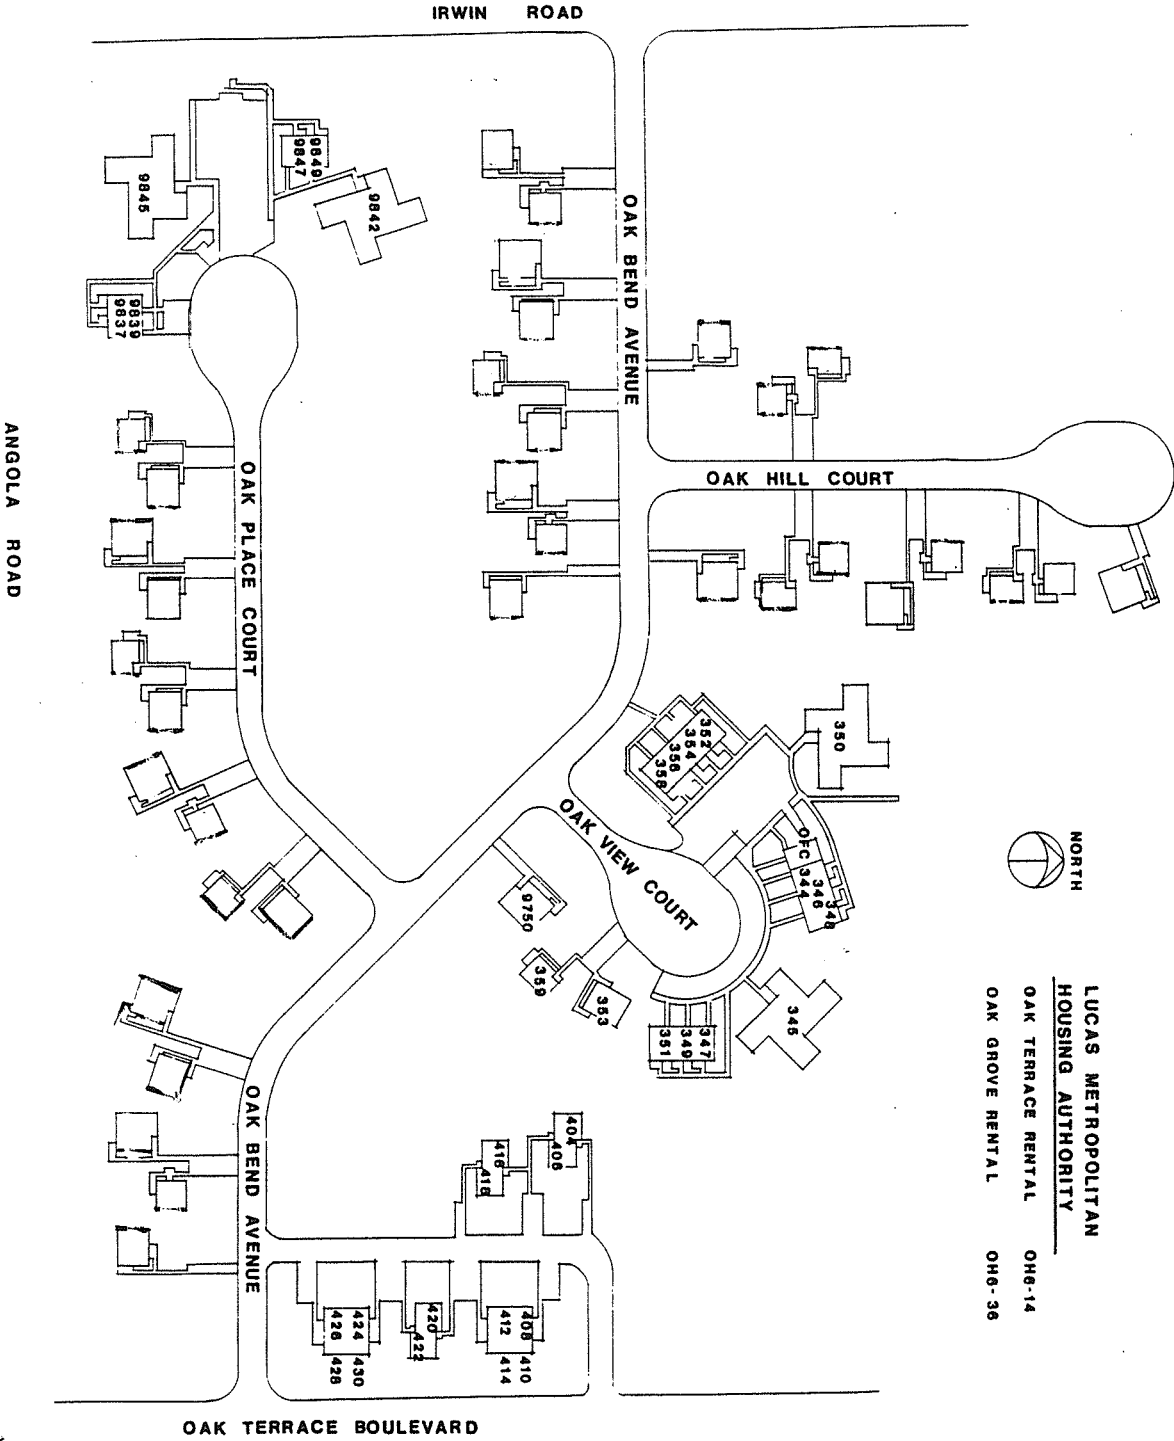 IRWIN ROAD
9849
9847
9845
9842
9839
9837
OAK BEND AVENUE
OAK HILL COURT
ANGOLA ROAD
OAK PLACE COURT
352
354
356
358
350
OAK VIEW COURT
OFC 344
346
348
9750
359
353
345
347
349
351
NORTH
LUCAS METROPOLITAN
HOUSING AUTHORITY
OAK TERRACE RENTAL OH6-14
OAK GROVE RENTAL OH6-36
OAK BEND AVENUE
404
406
416
418
424 430
426 428
420
422
408 410
412 414
OAK TERRACE BOULEVARD